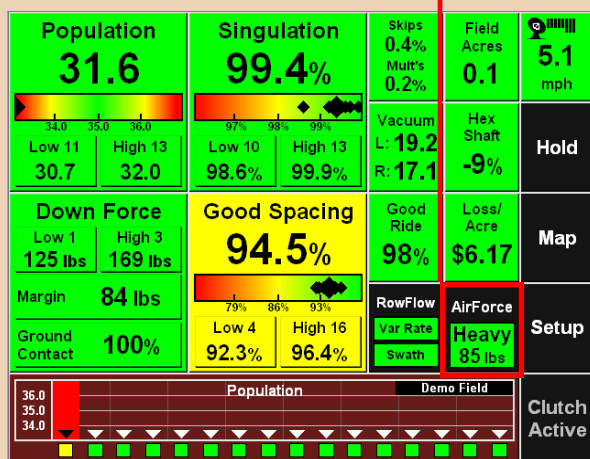 Population
31.6
34.0 35.0 36.0
Low 11 High 13
30.7 32.0
Singulation
99.4%
97% 98% 99%
Low 10 High 13
98.6% 99.9%
Skips
0.4%
Mult's
0.2%
Field
Acres
0.1
5.1
mph
Vacuum
L: 19.2
R: 17.1
Hex
Shaft
-9%
Hold
Down Force
Low 1 High 3
125 lbs 169 lbs
Margin 84 lbs
Ground
Contact 100%
Good Spacing
94.5%
79% 86% 93%
Low 4 High 16
92.3% 96.4%
Good
Ride
98%
Loss/
Acre
$6.17
Map
RowFlow
Var Rate
Swath
AirForce
Heavy
85 lbs
Setup
Population Demo Field
36.0
35.0
34.0
Clutch
Active